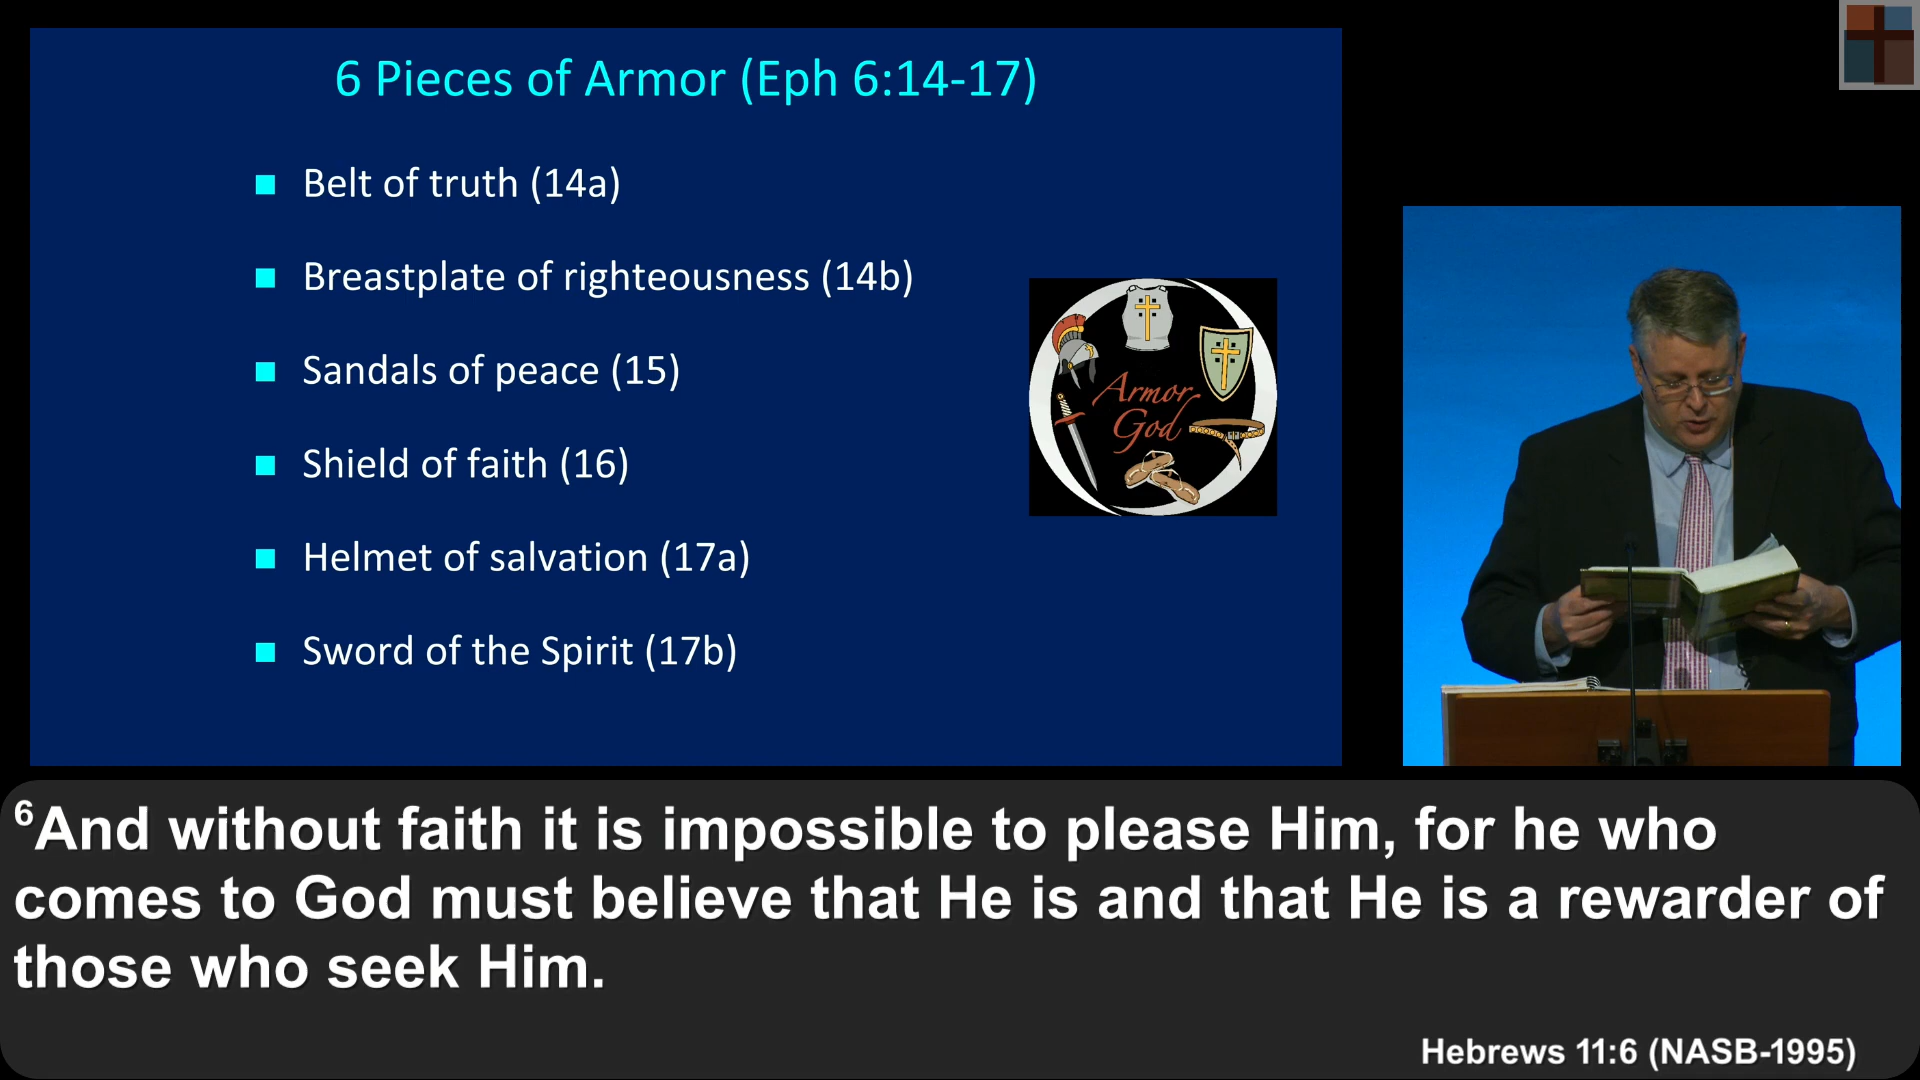 6 Pieces of Armor (Eph 6:14-17)
Belt of truth (14a)
Breastplate of righteousness (14b)
Sandals of peace (15)
Shield of faith (16)
Helmet of salvation (17a)
Sword of the Spirit (17b)
Armor
God
6And without faith it is impossible to please Him, for he who
comes to God must believe that He is and that He is a rewarder of
those who seek Him.
Hebrews 11:6 (NASB-1995)